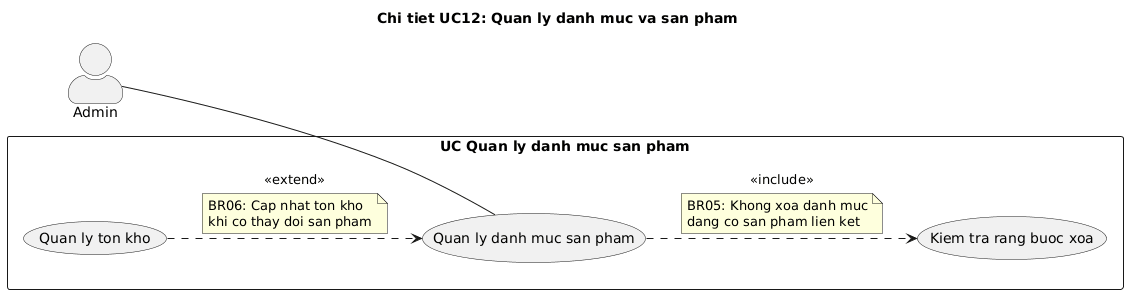 Chi tiet UC12: Quan ly danh muc va san pham
Admin
UC Quan ly danh muc san pham
«extend»
BR06: Cap nhat ton kho
khi co thay doi san pham
«include»
BR05: Khong xoa danh muc
dang co san pham lien ket
Quan ly ton kho
Quan ly danh muc san pham
Kiem tra rang buoc xoa